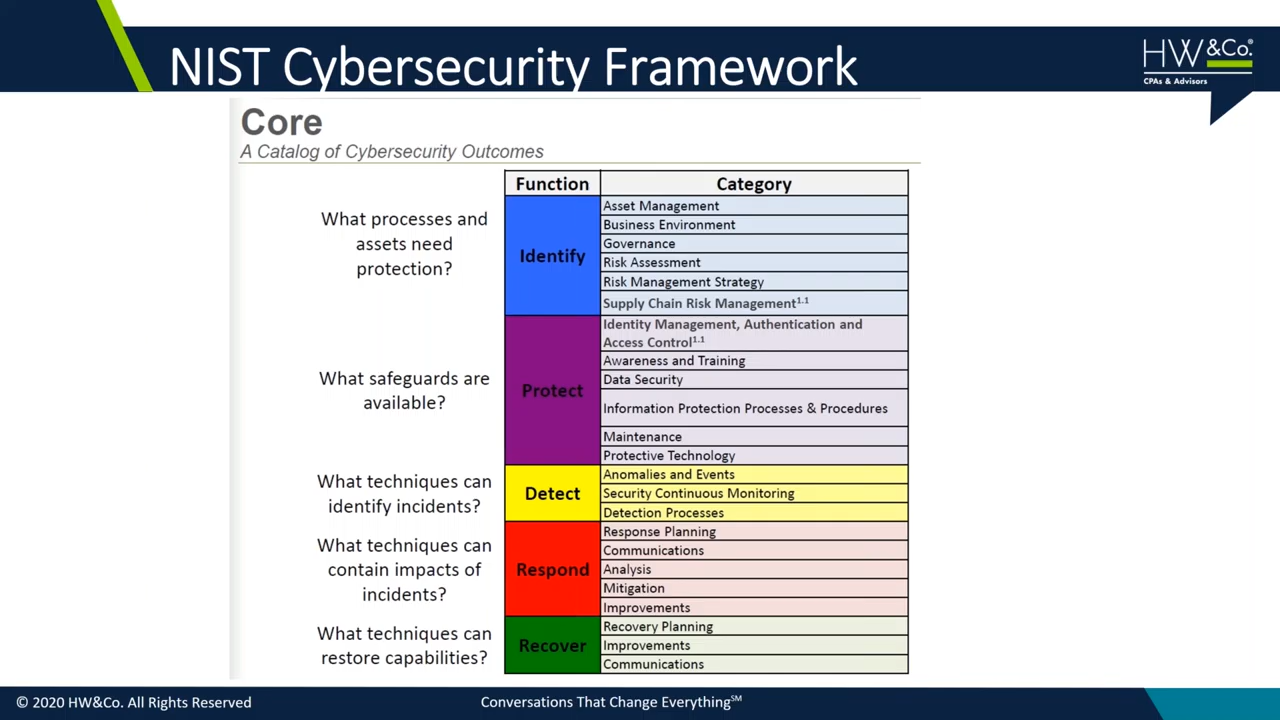 NIST Cybersecurity Framework
HW&Co.®
CPAs & Advisors
Core
A Catalog of Cybersecurity Outcomes
Function
Category
What processes and
assets need
protection?
Identify
Asset Management
Business Environment
Governance
Risk Assessment
Risk Management Strategy
Supply Chain Risk Management1.1
What safeguards are
available?
Protect
Identity Management, Authentication and
Access Control1.1
Awareness and Training
Data Security
Information Protection Processes & Procedures
Maintenance
Protective Technology
What techniques can
identify incidents?
Detect
Anomalies and Events
Security Continuous Monitoring
Detection Processes
What techniques can
contain impacts of
incidents?
Respond
Response Planning
Communications
Analysis
Mitigation
Improvements
What techniques can
restore capabilities?
Recover
Recovery Planning
Improvements
Communications
© 2020 HW&Co. All Rights Reserved
Conversations That Change Everything℠